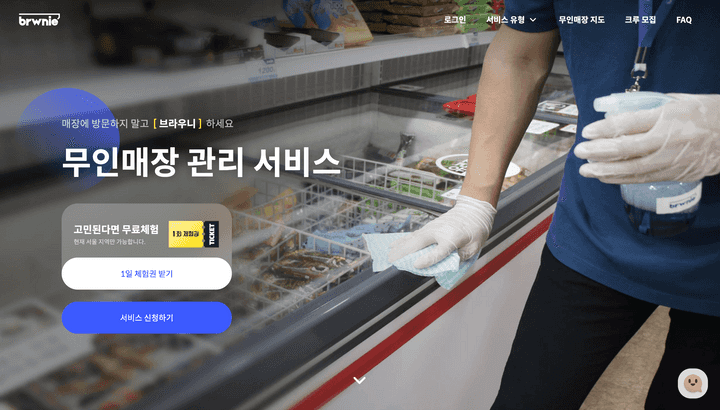 brwnie
로그인
서비스 유형
무인매장 지도
크루 모집
FAQ
매장에 방문하지 말고 [ 브라우니 ] 하세요
무인매장 관리 서비스
고민된다면 무료체험
현재 서울 지역만 가능합니다.
1회 체험권
TICKET
1일 체험권 받기
서비스 신청하기
brwnie